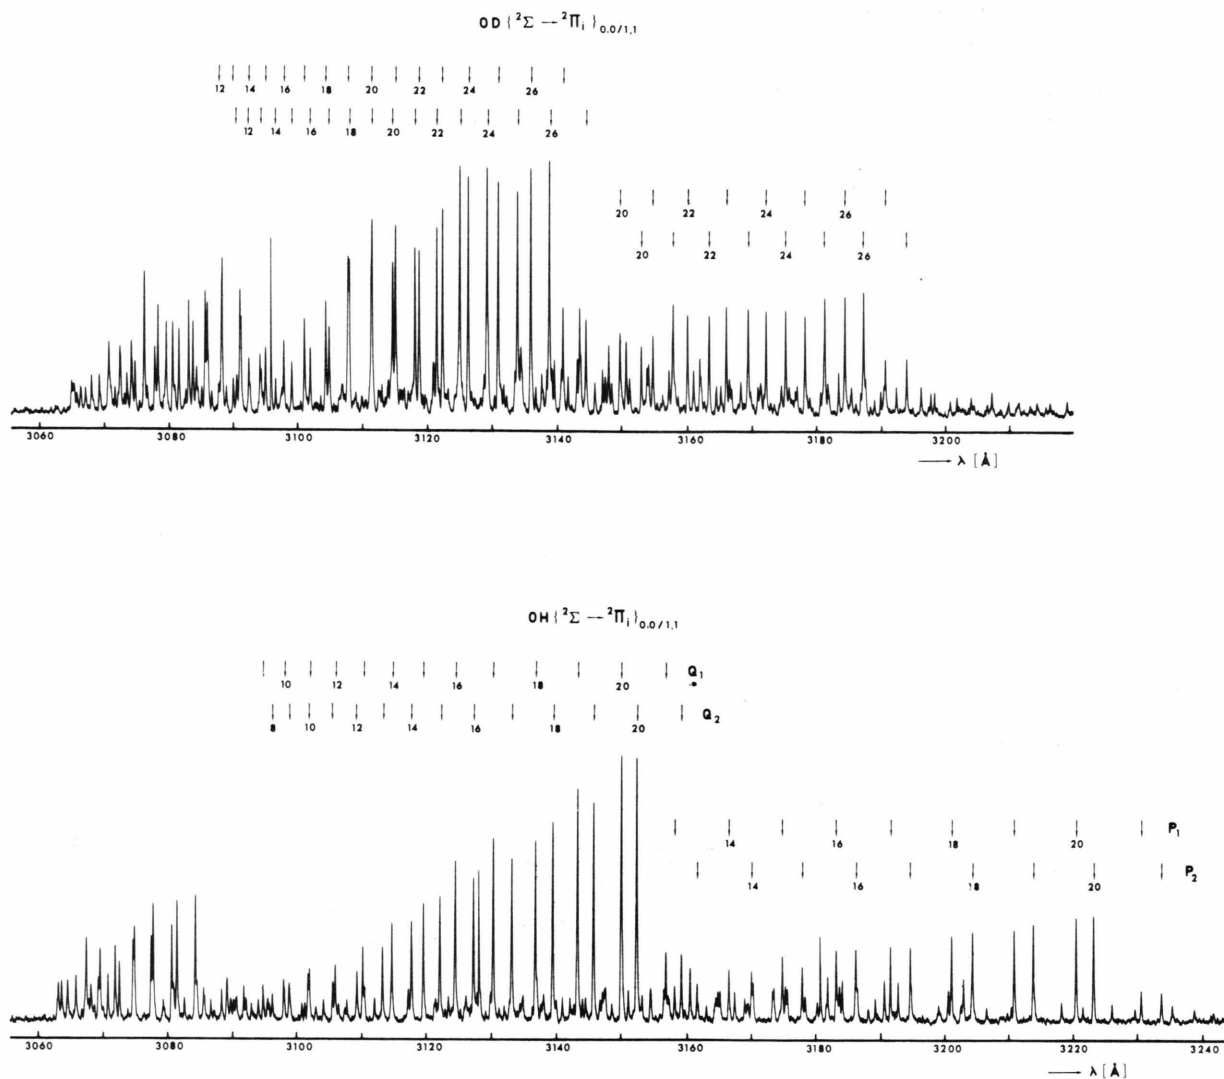 OD {²Σ — ²Πᵢ}₀.₀/₁,₁
12 14 16 18 20 22 24 26
12 14 16 18 20 22 24 26
20 22 24 26
20 22 24 26
3060 3080 3100 3120 3140 3160 3180 3200
→ λ [Å]
OH {²Σ — ²Πᵢ}₀.₀/₁,₁
10 12 14 16 18 20 Q₁
8 10 12 14 16 18 20 Q₂
14 16 18 20 P₁
14 16 18 20 P₂
3060 3080 3100 3120 3140 3160 3180 3200 3220 3240
→ λ [Å]